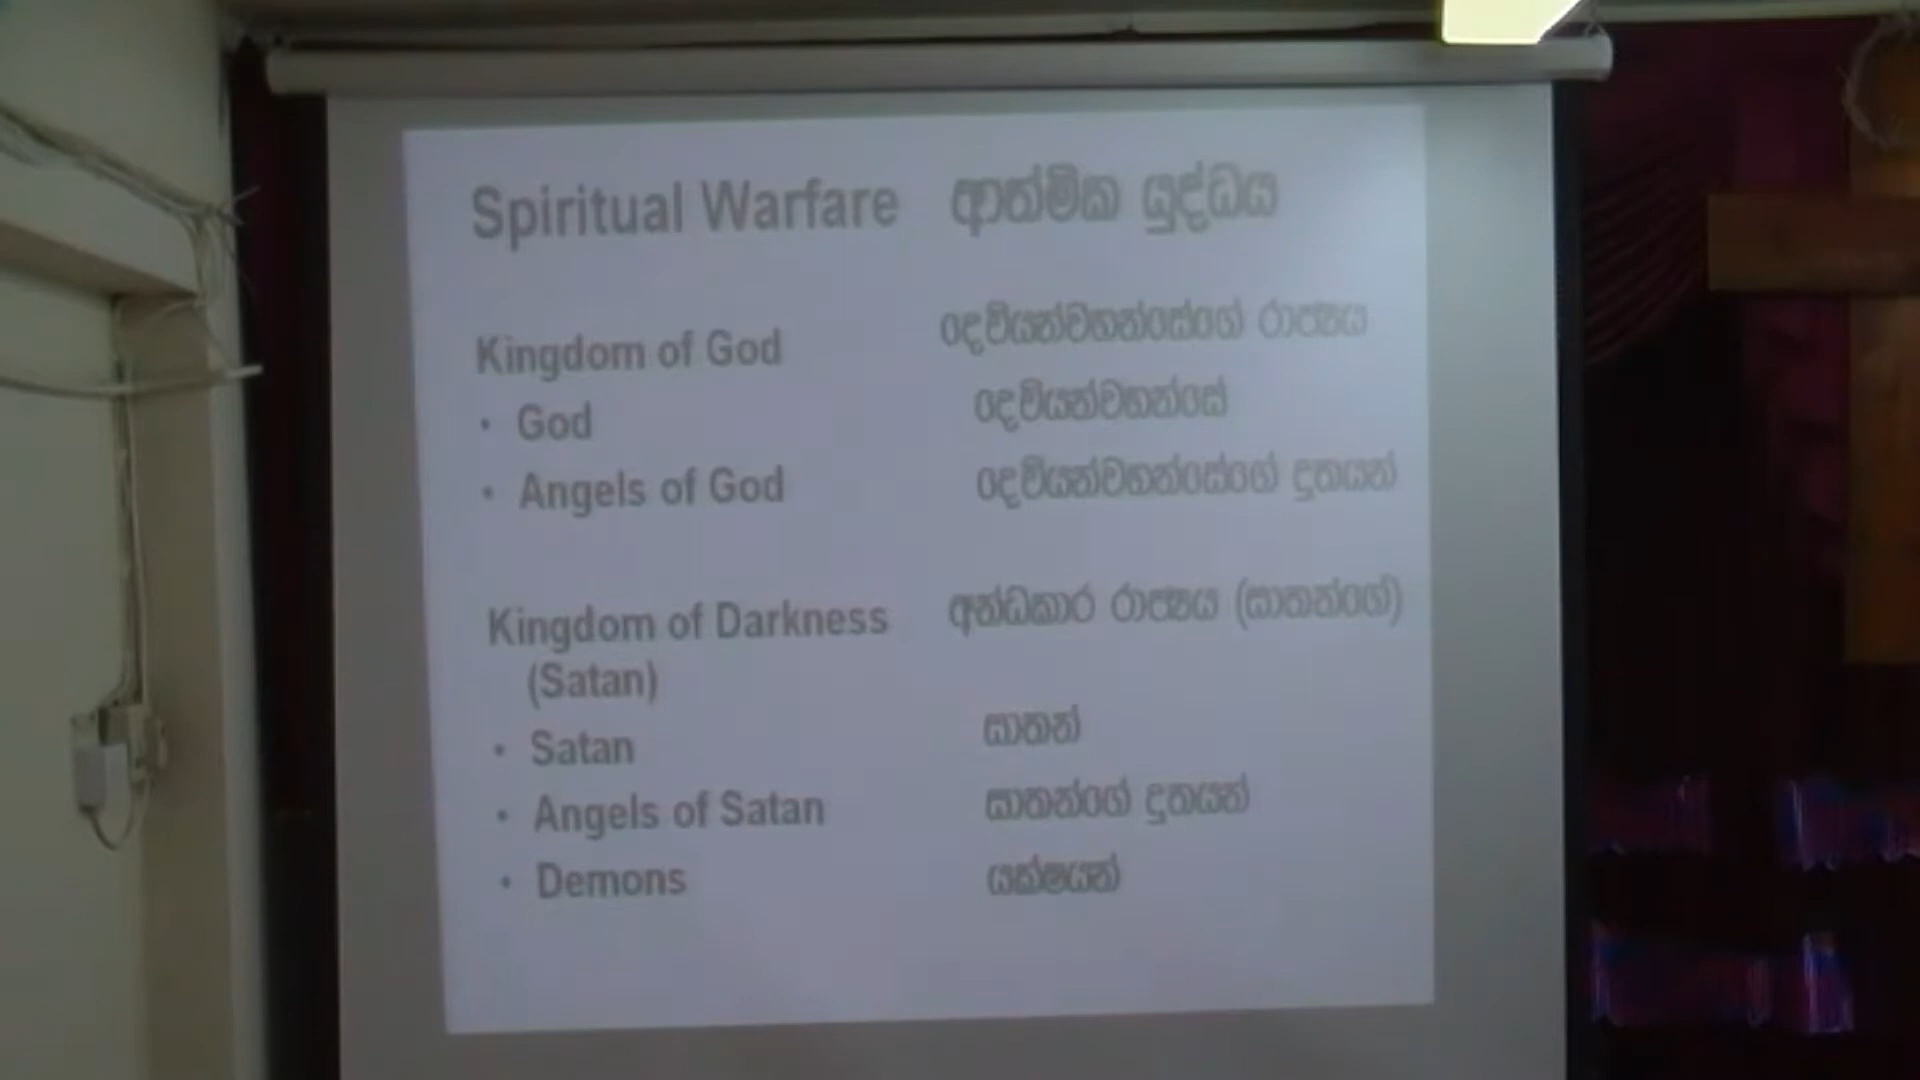 Spiritual Warfare ආත්මික යුද්ධය
Kingdom of God දෙවියන්වහන්සේගේ රාජ්‍යය
• God දෙවියන්වහන්සේ
• Angels of God දෙවියන්වහන්සේගේ දූතයන්
Kingdom of Darkness අන්ධකාර රාජ්‍යය (සාතන්ගේ)
(Satan)
• Satan සාතන්
• Angels of Satan සාතන්ගේ දූතයන්
• Demons යක්ෂයන්